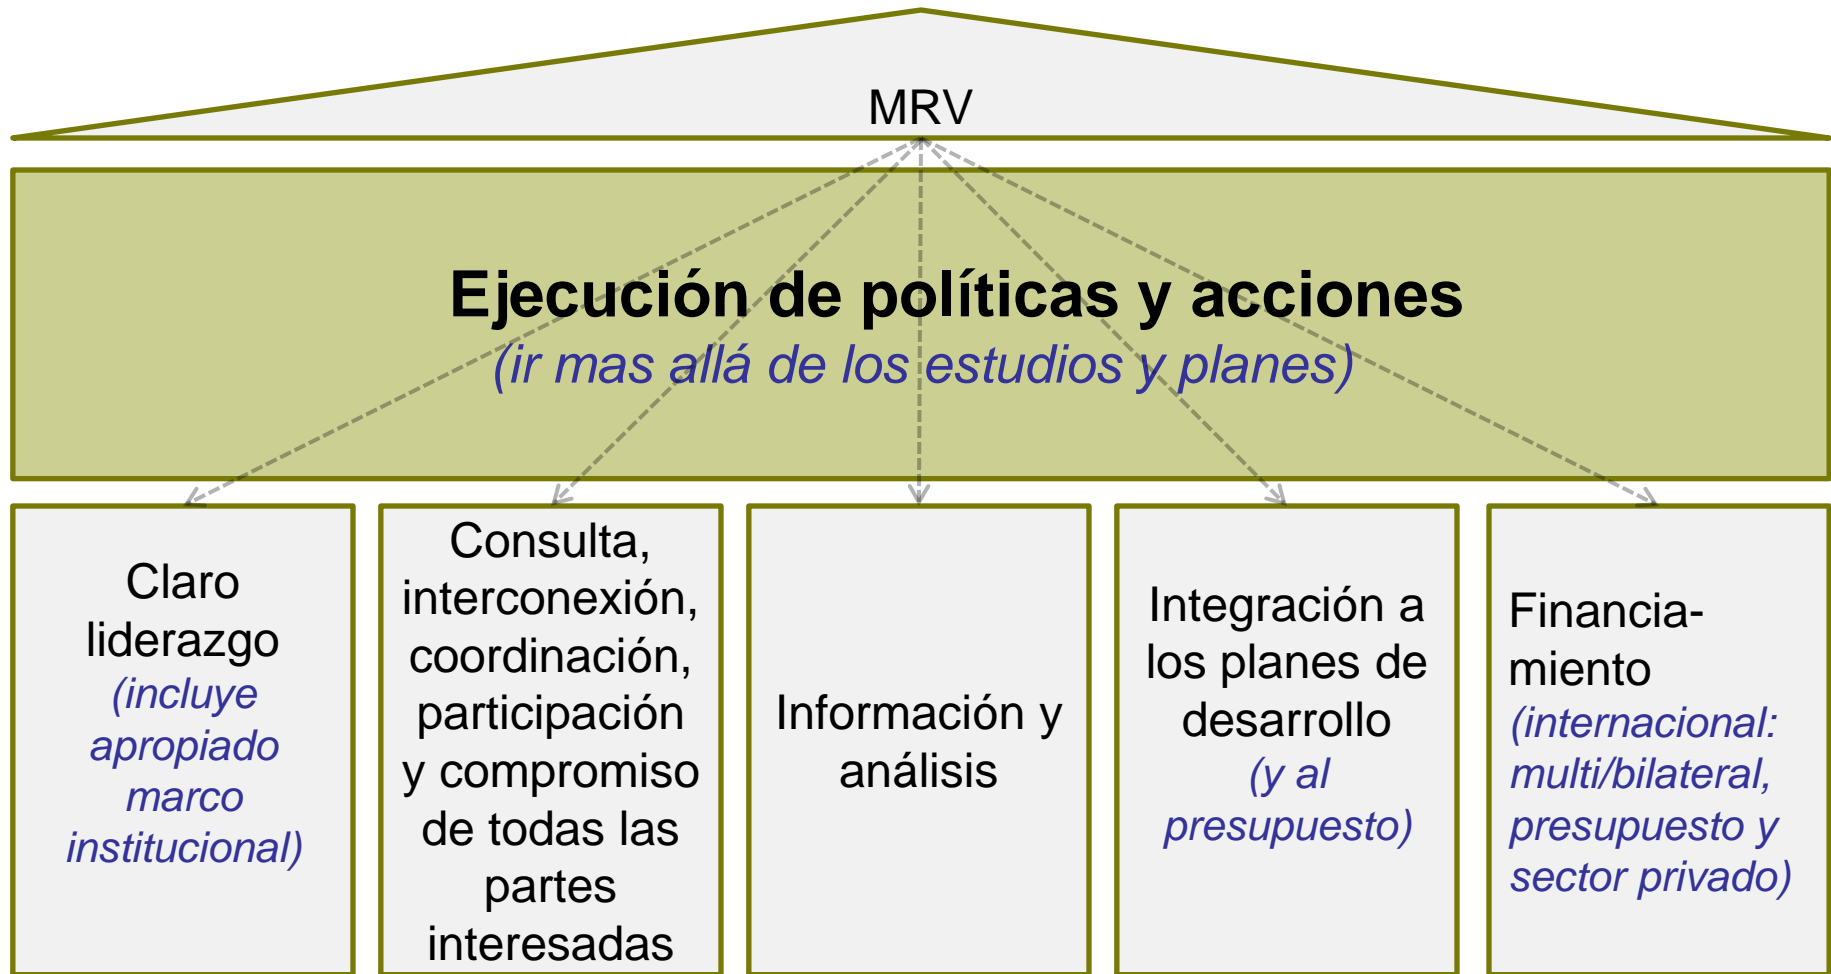 MRV
Ejecución de políticas y acciones
(ir mas allá de los estudios y planes)
Claro
liderazgo
(incluye
apropiado
marco
institucional)
Consulta,
interconexión,
coordinación,
participación
y compromiso
de todas las
partes
interesadas
Información y
análisis
Integración a
los planes de
desarrollo
(y al
presupuesto)
Financia-
miento
(internacional:
multi/bilateral,
presupuesto y
sector privado)